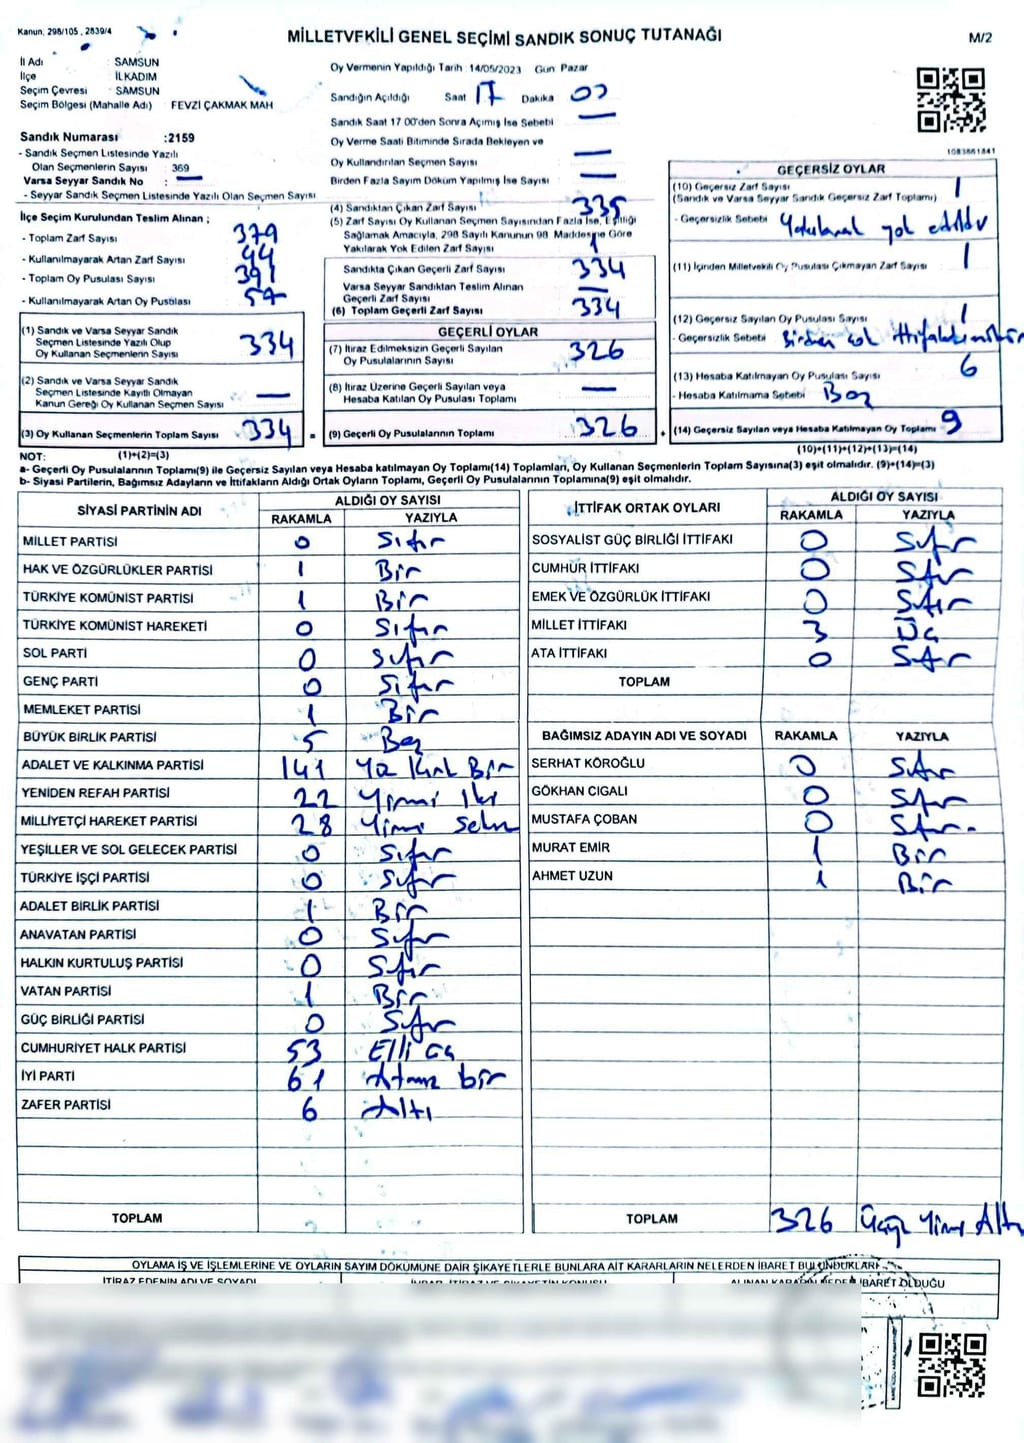 Kanun, 298/105 , 2839/4
MİLLETVFKİLİ GENEL SEÇİMİ SANDIK SONUÇ TUTANAĞI
M/2
İl Adı : SAMSUN
İlçe İLKADIM
Seçim Çevresi : SAMSUN
Seçim Bölgesi (Mahalle Adı) : FEVZİ ÇAKMAK MAH
Sandık Numarası :2159
- Sandık Seçmen Listesinde Yazılı
Olan Seçmenlerin Sayısı : 369
Varsa Seyyar Sandık No : —
- Seyyar Sandık Seçmen Listesinde Yazılı Olan Seçmen Sayısı
Oy Vermenin Yapıldığı Tarih :14/05/2023 Gün Pazar
Sandığın Açıldığı Saat 17 Dakika 00
Sandık Saat 17 00'den Sonra Açımış İse Sebebi —
Oy Verme Saati Bitiminde Sırada Bekleyen ve
Oy Kullandırılan Seçmen Sayısı —
Birden Fazla Sayım Döküm Yapılmış İse Sayısı —
1083661841
İlçe Seçim Kurulundan Teslim Alınan ;
- Toplam Zarf Sayısı 379
- Kullanılmayarak Artan Zarf Sayısı 44
- Toplam Oy Pusulası Sayısı 391
- Kullanılmayarak Artan Oy Pusulası 57
(1) Sandık ve Varsa Seyyar Sandık
Seçmen Listesinde Yazılı Olup
Oy Kullanan Seçmenlerin Sayısı 334
(2) Sandık ve Varsa Seyyar Sandık
Seçmen Listesinde Kayıtlı Olmayan
Kanun Gereği Oy Kullanan Seçmen Sayısı —
(3) Oy Kullanan Seçmenlerin Toplam Sayısı 334
(4) Sandıktan Çıkan Zarf Sayısı 335
(5) Zarf Sayısı Oy Kullanan Seçmen Sayısından Fazla İse, Eşitliği
Sağlamak Amacıyla, 298 Sayılı Kanunun 98 Maddesine Göre
Yakılarak Yok Edilen Zarf Sayısı 1
Sandıkta Çıkan Geçerli Zarf Sayısı 334
Varsa Seyyar Sandıktan Teslim Alınan
Geçerli Zarf Sayısı —
(6) Toplam Geçerli Zarf Sayısı 334
GEÇERLİ OYLAR
(7) İtiraz Edilmeksizin Geçerli Sayılan
Oy Pusulalarının Sayısı 326
(8) İtiraz Üzerine Geçerli Sayılan veya
Hesaba Katılan Oy Pusulası Toplamı —
= (9) Geçerli Oy Pusulalarının Toplamı 326
GEÇERSİZ OYLAR
(10) Geçersiz Zarf Sayısı 1
(Sandık ve Varsa Seyyar Sandık Geçersiz Zarf Toplamı)
- Geçersizlik Sebebi yok edildi
(11) İçinden Milletvekili Oy Pusulası Çıkmayan Zarf Sayısı 1
(12) Geçersiz Sayılan Oy Pusulası Sayısı 1
- Geçersizlik Sebebi
(13) Hesaba Katılmayan Oy Pusulası Sayısı 6
- Hesaba Katılmama Sebebi Boş
+ (14) Geçersiz Sayılan veya Hesaba Katılmayan Oy Toplamı 9
NOT: (1)+(2)=(3) (10)+(11)+(12)+(13)=(14)
a- Geçerli Oy Pusulalarının Toplamı(9) ile Geçersiz Sayılan veya Hesaba katılmayan Oy Toplamı(14) Toplamları, Oy Kullanan Seçmenlerin Toplam Sayısına(3) eşit olmalıdır. (9)+(14)=(3)
b- Siyasi Partilerin, Bağımsız Adayların ve İttifakların Aldığı Ortak Oyların Toplamı, Geçerli Oy Pusulalarının Toplamına(9) eşit olmalıdır.
SİYASİ PARTİNİN ADI ALDIĞI OY SAYISI
RAKAMLA YAZIYLA
MİLLET PARTİSİ 0 Sıfır
HAK VE ÖZGÜRLÜKLER PARTİSİ 1 Bir
TÜRKİYE KOMÜNİST PARTİSİ 1 Bir
TÜRKİYE KOMÜNİST HAREKETİ 0 Sıfır
SOL PARTİ 0 Sıfır
GENÇ PARTİ 0 Sıfır
MEMLEKET PARTİSİ 1 Bir
BÜYÜK BİRLİK PARTİSİ 5 Beş
ADALET VE KALKINMA PARTİSİ 141 Yüz Kırk Bir
YENİDEN REFAH PARTİSİ 22 Yirmi İki
MİLLİYETÇİ HAREKET PARTİSİ 28 Yirmi Sekiz
YEŞİLLER VE SOL GELECEK PARTİSİ 0 Sıfır
TÜRKİYE İŞÇİ PARTİSİ 0 Sıfır
ADALET BİRLİK PARTİSİ 1 Bir
ANAVATAN PARTİSİ 0 Sıfır
HALKIN KURTULUŞ PARTİSİ 0 Sıfır
VATAN PARTİSİ 1 Bir
GÜÇ BİRLİĞİ PARTİSİ 0 Sıfır
CUMHURİYET HALK PARTİSİ 53 Elli üç
İYİ PARTİ 61 Atmış bir
ZAFER PARTİSİ 6 Altı
TOPLAM
İTTİFAK ORTAK OYLARI ALDIĞI OY SAYISI
RAKAMLA YAZIYLA
SOSYALİST GÜÇ BİRLİĞİ İTTİFAKI 0 Sıfır
CUMHUR İTTİFAKI 0 Sıfır
EMEK VE ÖZGÜRLÜK İTTİFAKI 0 Sıfır
MİLLET İTTİFAKI 3 Üç
ATA İTTİFAKI 0 Sıfır
TOPLAM
BAĞIMSIZ ADAYIN ADI VE SOYADI RAKAMLA YAZIYLA
SERHAT KÖROĞLU 0 Sıfır
GÖKHAN CIGALI 0 Sıfır
MUSTAFA ÇOBAN 0 Sıfır
MURAT EMİR 1 Bir
AHMET UZUN 1 Bir
TOPLAM 326 Üçyüz Yirmi Altı
OYLAMA İŞ VE İŞLEMLERİNE VE OYLARIN SAYIM DÖKÜMÜNE DAİR ŞİKAYETLERLE BUNLARA AİT KARARLARIN NELERDEN İBARET BULUNDUKLARI
İTİRAZ EDENİN ADI VE SOYADI
İBARET OLDUĞU